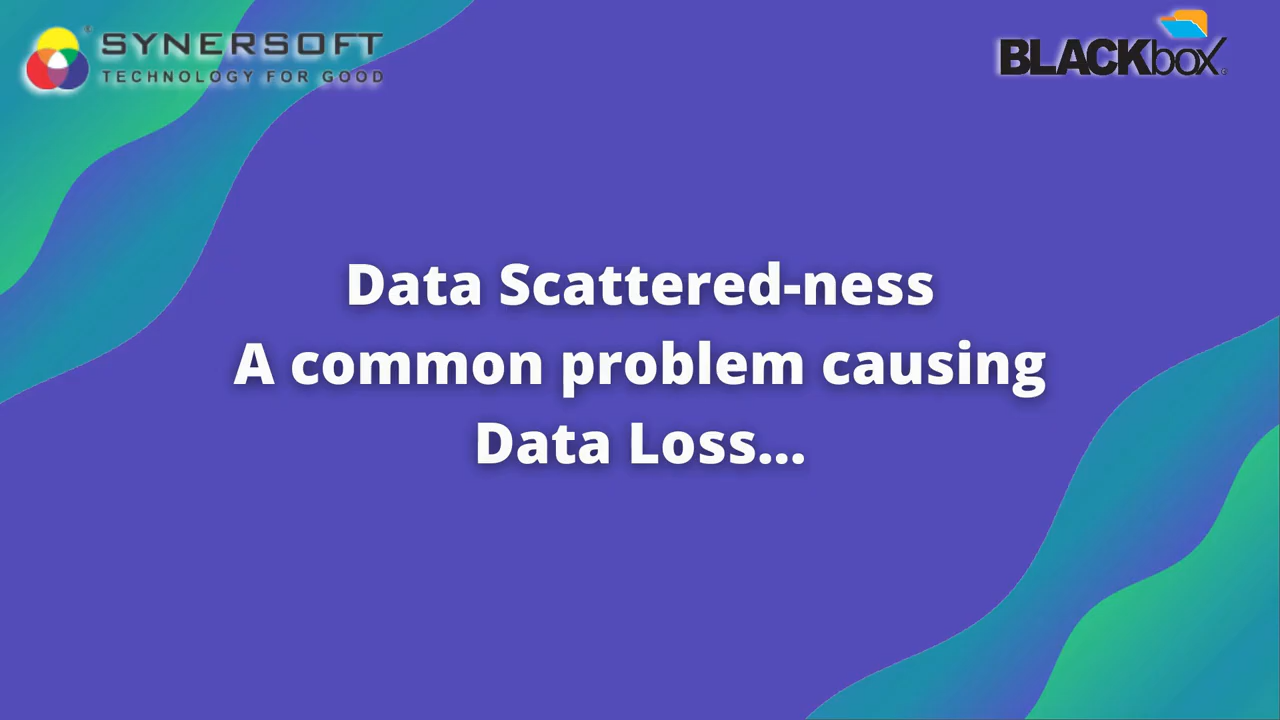 SYNERSOFT
TECHNOLOGY FOR GOOD
BLACKbox
Data Scattered-ness
A common problem causing
Data Loss...